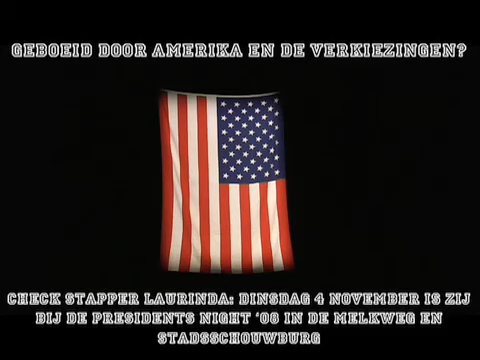 GEBOEID DOOR AMERIKA EN DE VERKIEZINGEN?
CHECK STAPPER LAURINDA: DINSDAG 4 NOVEMBER IS ZIJ
BIJ DE PRESIDENTS NIGHT '08 IN DE MELKWEG EN
STADSSCHOUWBURG